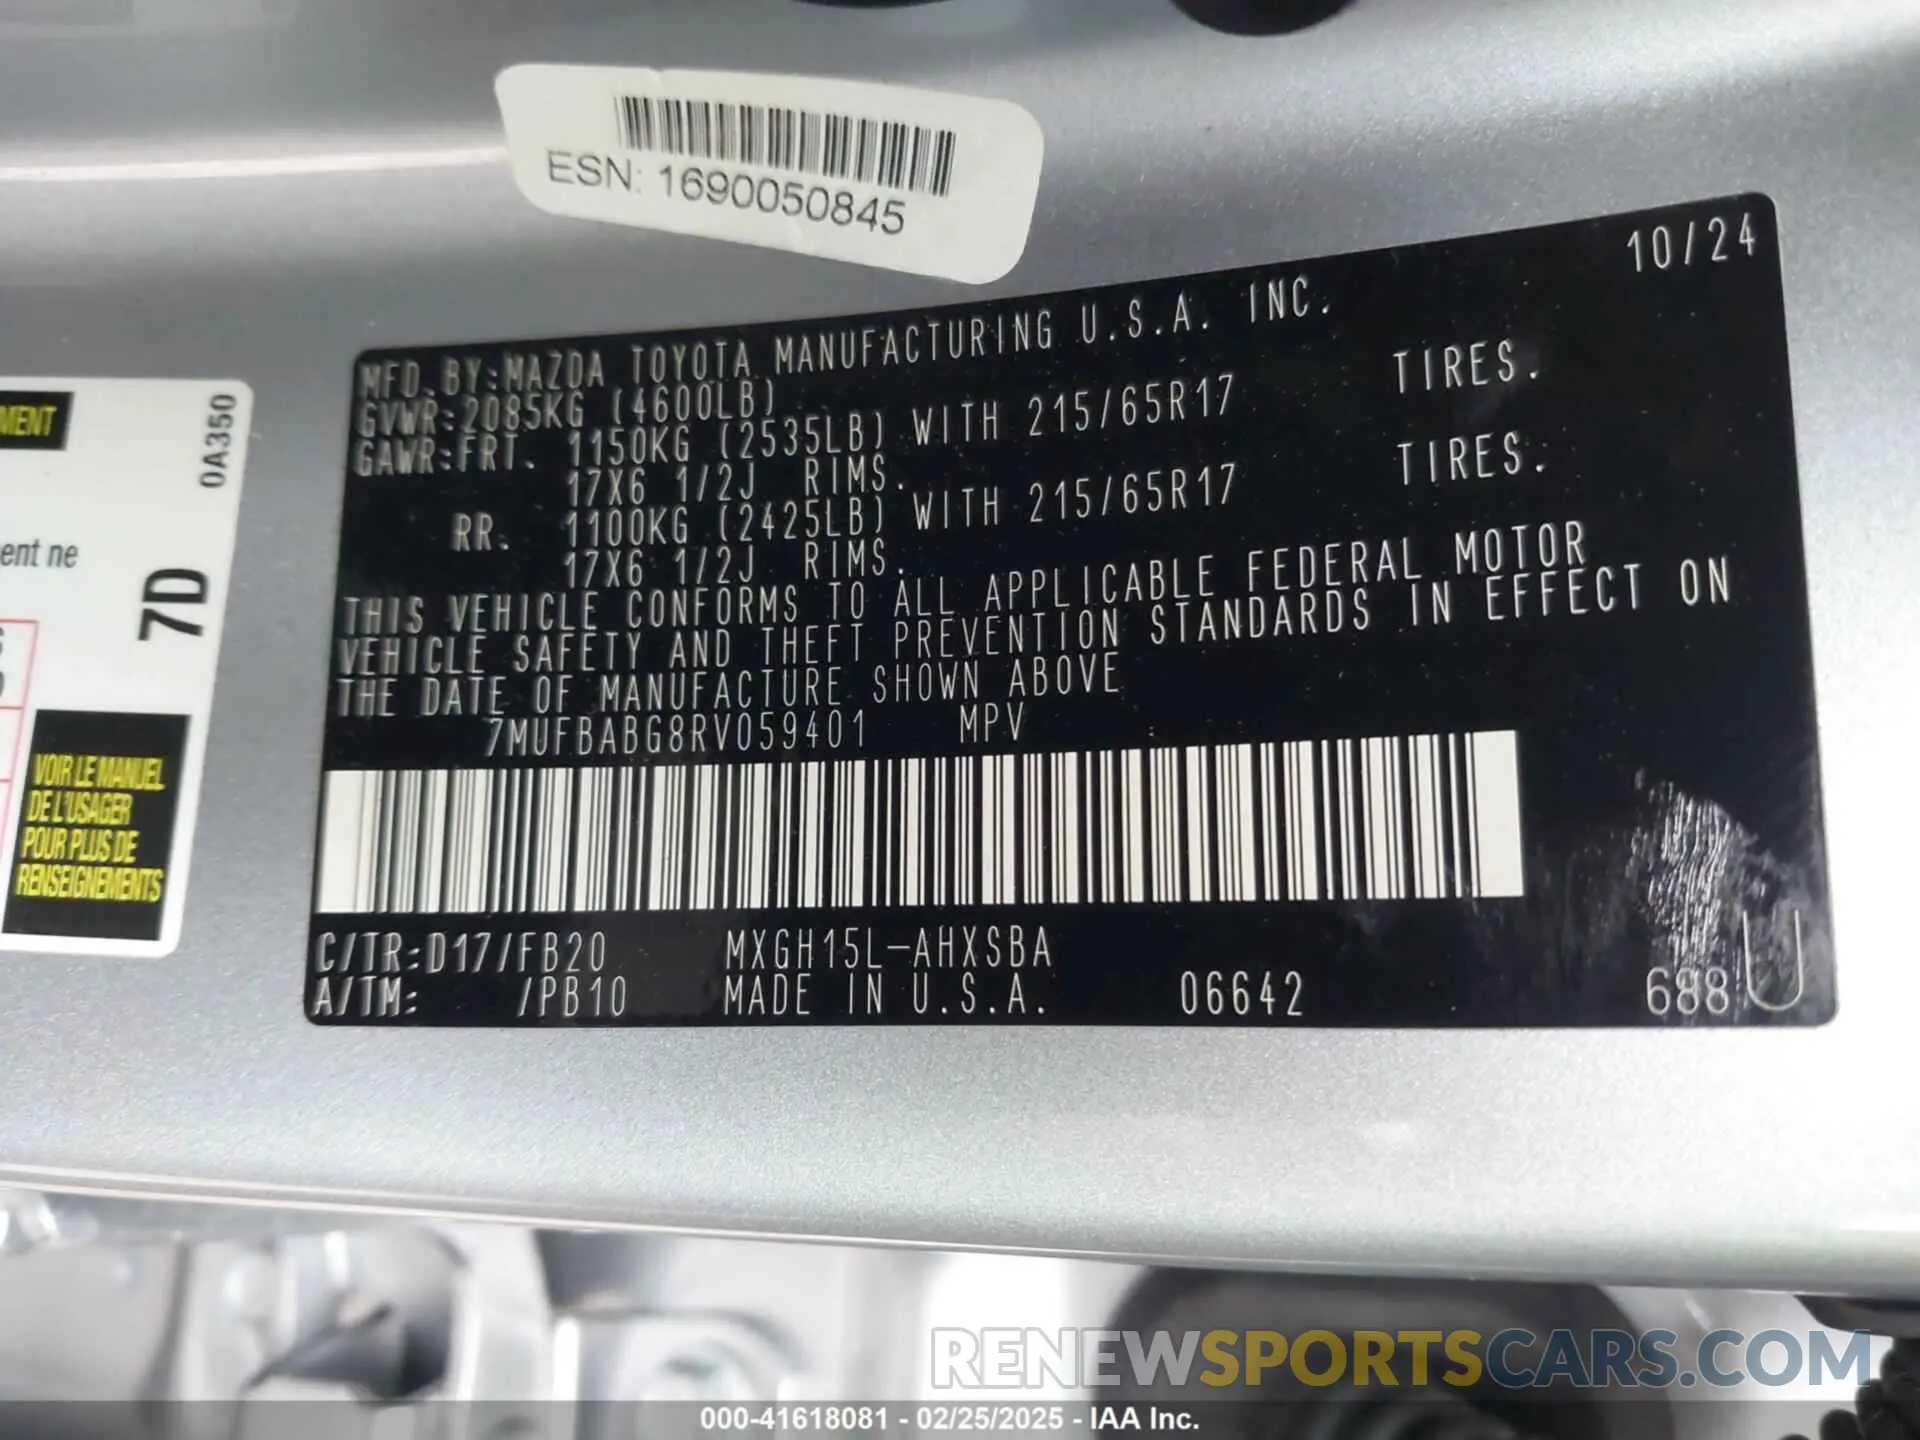 ESN: 1690050845
10/24
MFD. BY:MAZDA TOYOTA MANUFACTURING U.S.A. INC.
GVWR:2085KG (4600LB)
GAWR:FRT. 1150KG (2535LB) WITH 215/65R17 TIRES.
17X6 1/2J RIMS.
RR. 1100KG (2425LB) WITH 215/65R17 TIRES.
17X6 1/2J RIMS.
THIS VEHICLE CONFORMS TO ALL APPLICABLE FEDERAL MOTOR
VEHICLE SAFETY AND THEFT PREVENTION STANDARDS IN EFFECT ON
THE DATE OF MANUFACTURE SHOWN ABOVE
7MUFBABG8RV059401 MPV
C/TR:D17/FB20 MXGH15L-AHXSBA
A/TM: /PB10 MADE IN U.S.A. 06642 688U
0A350
ent ne
7D
VOIR LE MANUEL
DE L'USAGER
POUR PLUS DE
RENSEIGNEMENTS
RENEWSPORTSCARS.COM
000-41618081 - 02/25/2025 - IAA Inc.